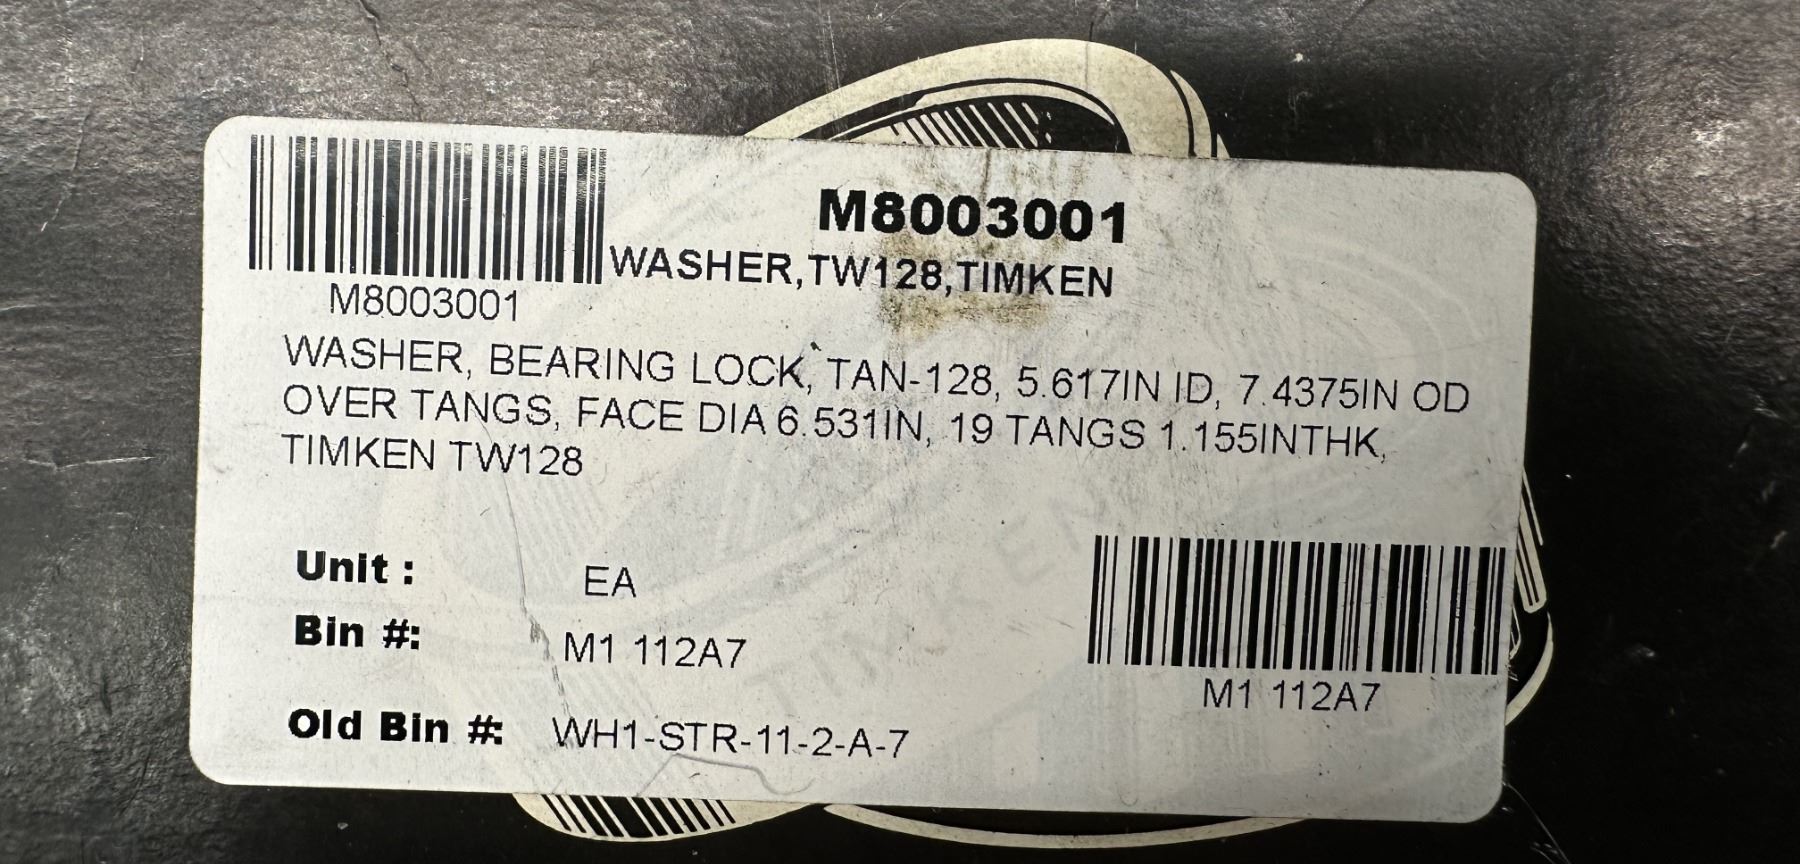 M8003001
WASHER,TW128,TIMKEN
M8003001
WASHER, BEARING LOCK, TAN-128, 5.617IN ID, 7.4375IN OD
OVER TANGS, FACE DIA 6.531IN, 19 TANGS 1.155INTHK,
TIMKEN TW128
TIMKEN
Unit : EA
Bin #: M1 112A7
M1 112A7
Old Bin #: WH1-STR-11-2-A-7